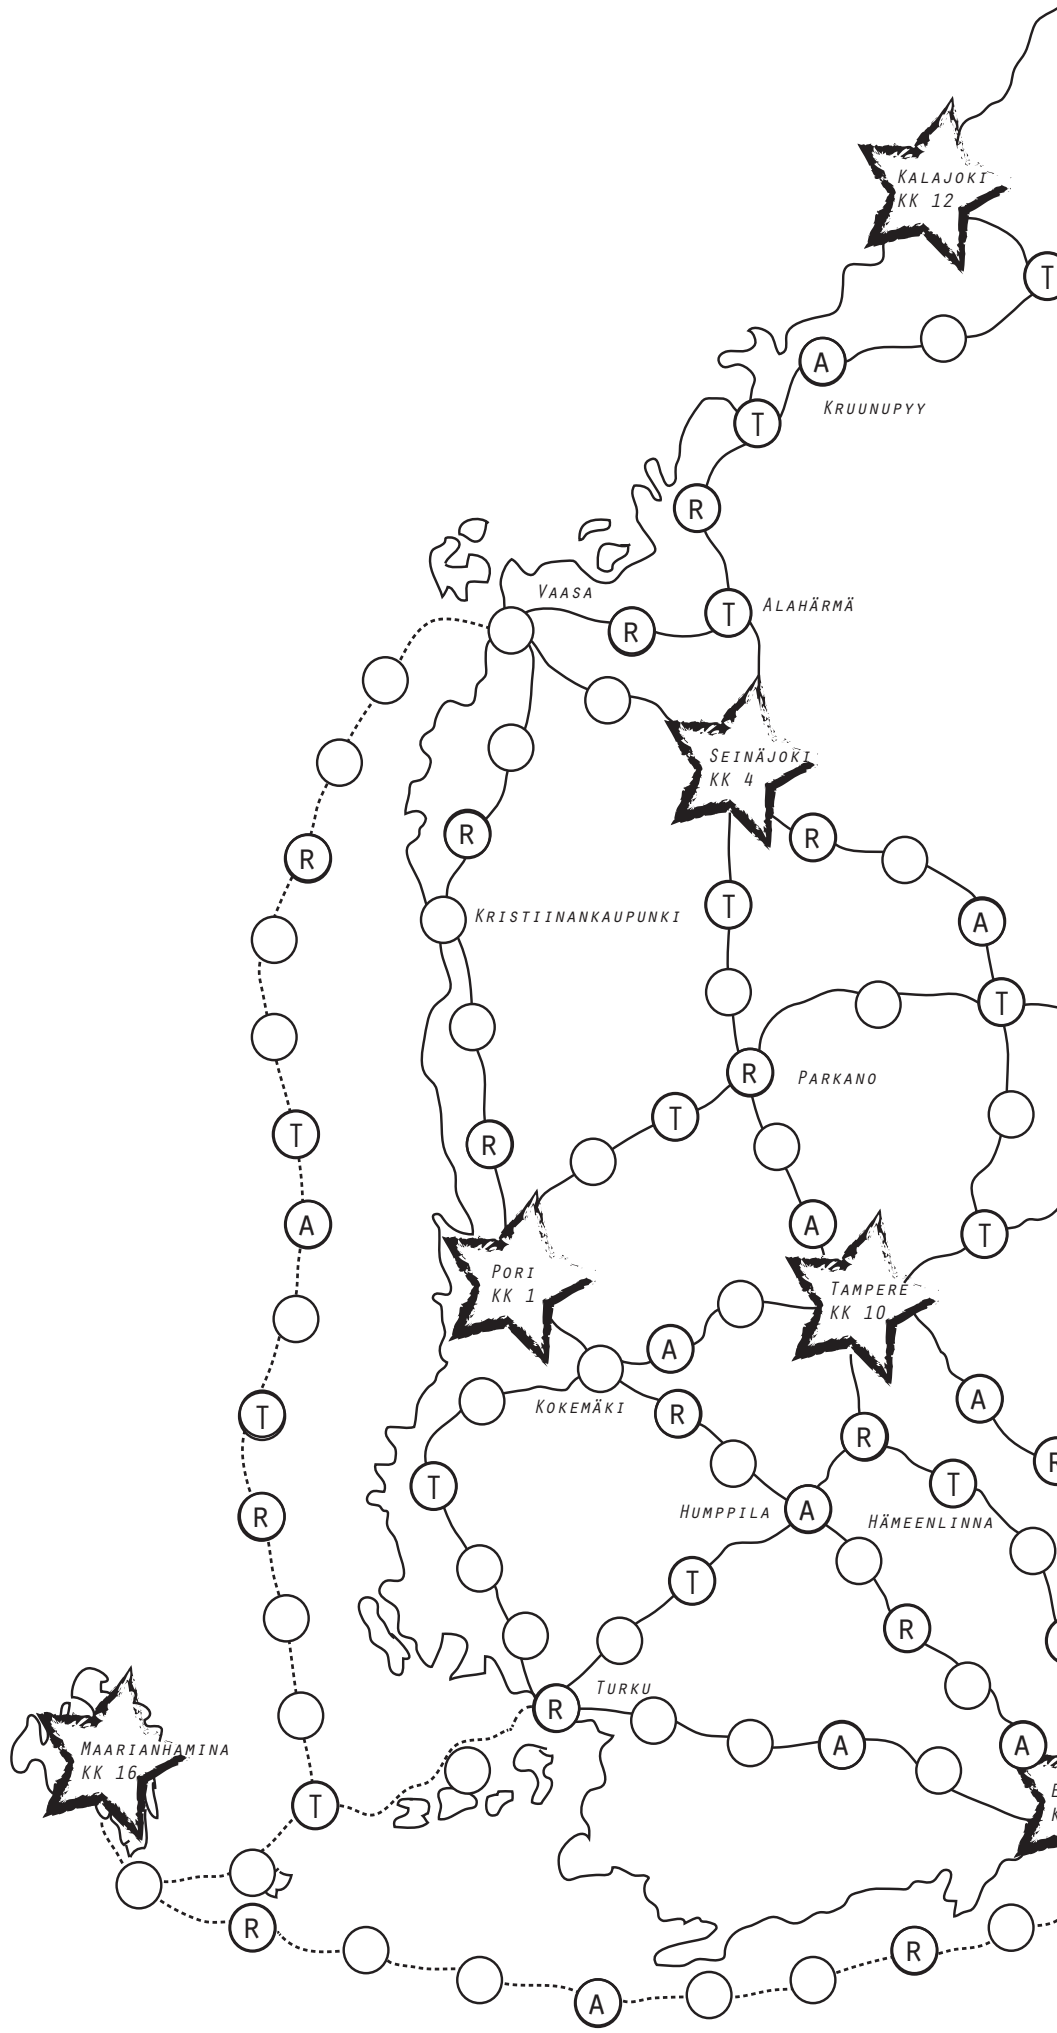 KALAJOKI
KK 12
T
A
KRUUNUPYY
T
R
VAASA
R
T
ALAHÄRMÄ
SEINÄJOKI
KK 4
R
R
R
T
A
KRISTIINANKAUPUNKI
T
R
PARKANO
T
T
R
A
A
T
PORI
KK 1
TAMPERE
KK 10
A
A
KOKEMÄKI
R
T
R
R
T
T
HUMPPILA
A
HÄMEENLINNA
R
T
R
TURKU
R
A
A
MAARIANHAMINA
KK 16
T
R
R
A